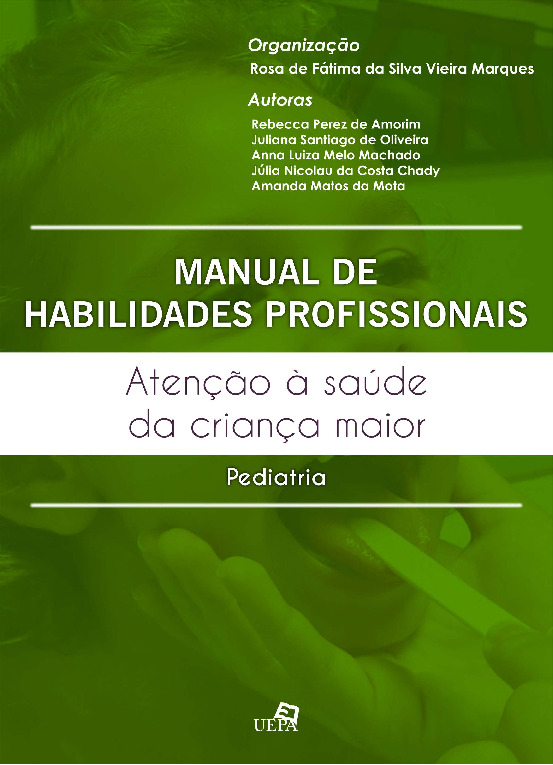 Organização
Rosa de Fátima da Silva Vieira Marques
Autoras
Rebecca Perez de Amorim
Juliana Santiago de Oliveira
Anna Luiza Melo Machado
Júlia Nicolau da Costa Chady
Amanda Matos da Mota
MANUAL DE
HABILIDADES PROFISSIONAIS
Atenção à saúde
da criança maior
Pediatria
UEPA